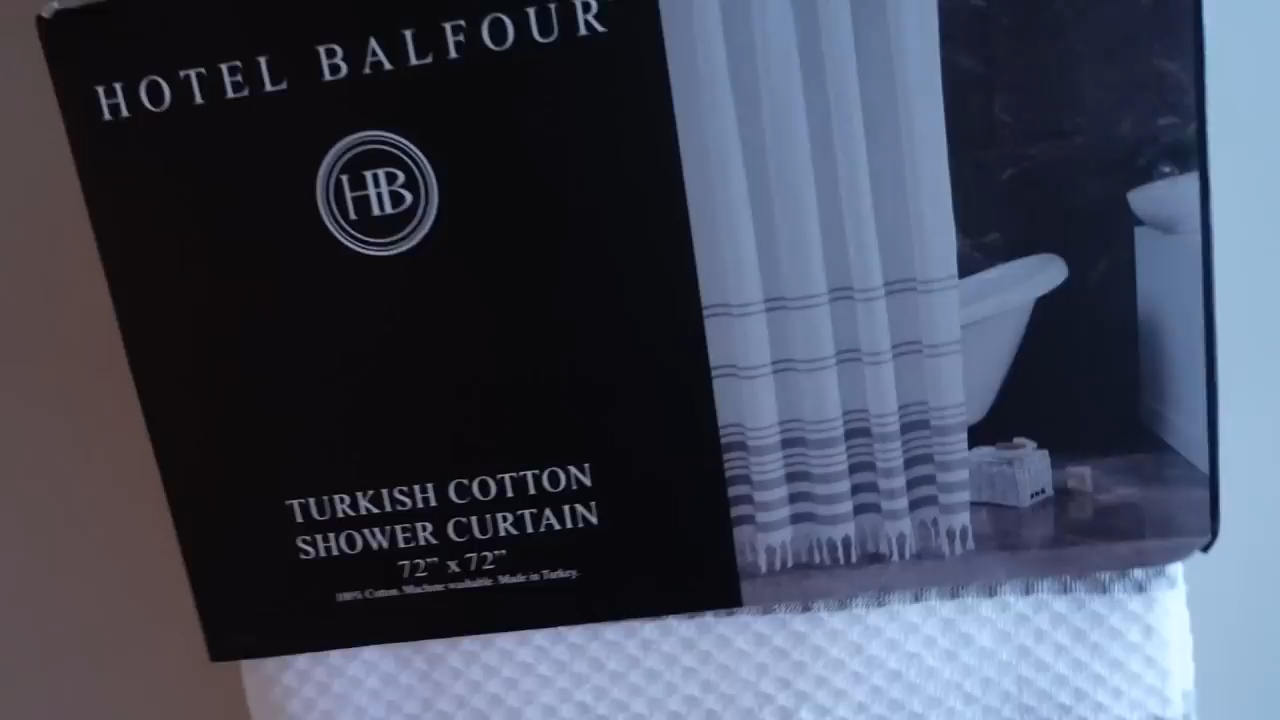 HOTEL BALFOUR
HB
TURKISH COTTON
SHOWER CURTAIN
72" x 72"
100% Cotton. Machine washable. Made in Turkey.